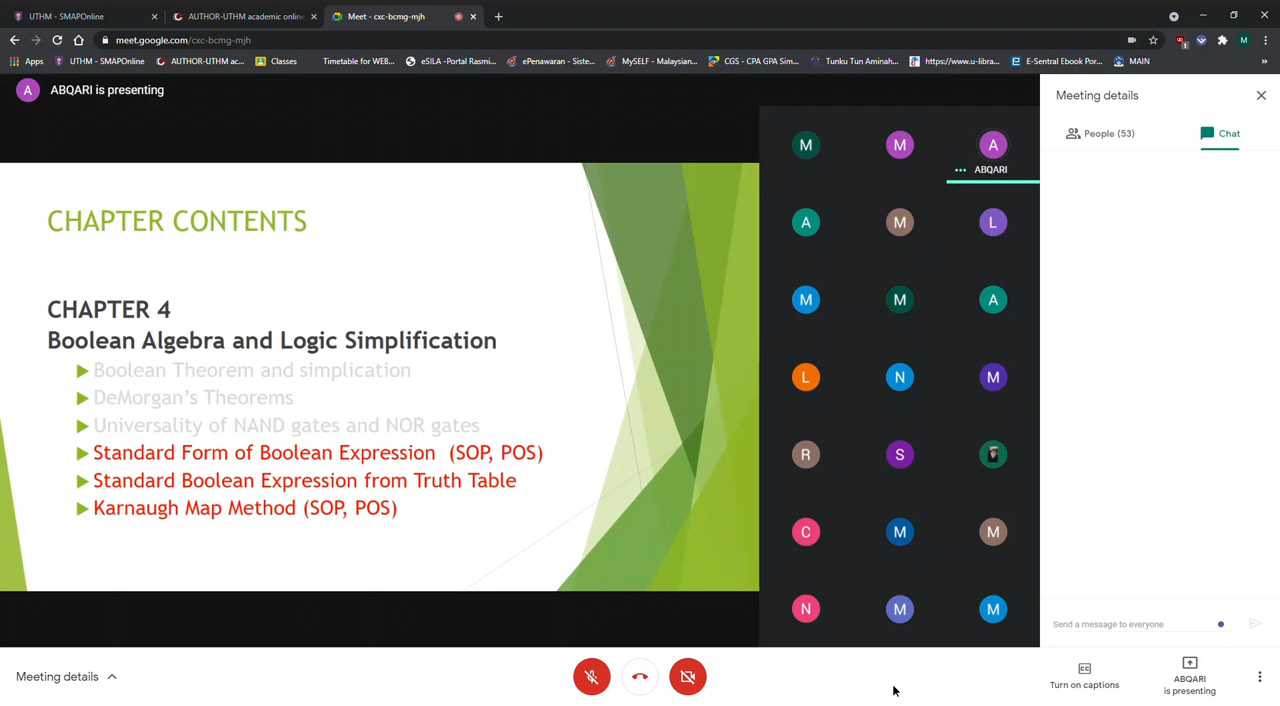 UTHM - SMAPOnline
AUTHOR-UTHM academic online
Meet - cxc-bcmg-mjh
meet.google.com/cxc-bcmg-mjh
M
Apps
UTHM - SMAPOnline
AUTHOR-UTHM ac...
Classes
Timetable for WEB...
eSILA -Portal Rasmi...
ePenawaran - Siste...
MySELF - Malaysian...
CGS - CPA GPA Sim...
Tunku Tun Aminah...
https://www.u-libra...
E-Sentral Ebook Por...
MAIN
»
A
ABQARI is presenting
CHAPTER CONTENTS
CHAPTER 4
Boolean Algebra and Logic Simplification
Boolean Theorem and simplication
DeMorgan's Theorems
Universality of NAND gates and NOR gates
Standard Form of Boolean Expression (SOP, POS)
Standard Boolean Expression from Truth Table
Karnaugh Map Method (SOP, POS)
M M A
ABQARI
A M L
M M A
L N M
R S
C M M
N M M
Meeting details
People (53)
Chat
Send a message to everyone
Meeting details
Turn on captions
ABQARI
is presenting